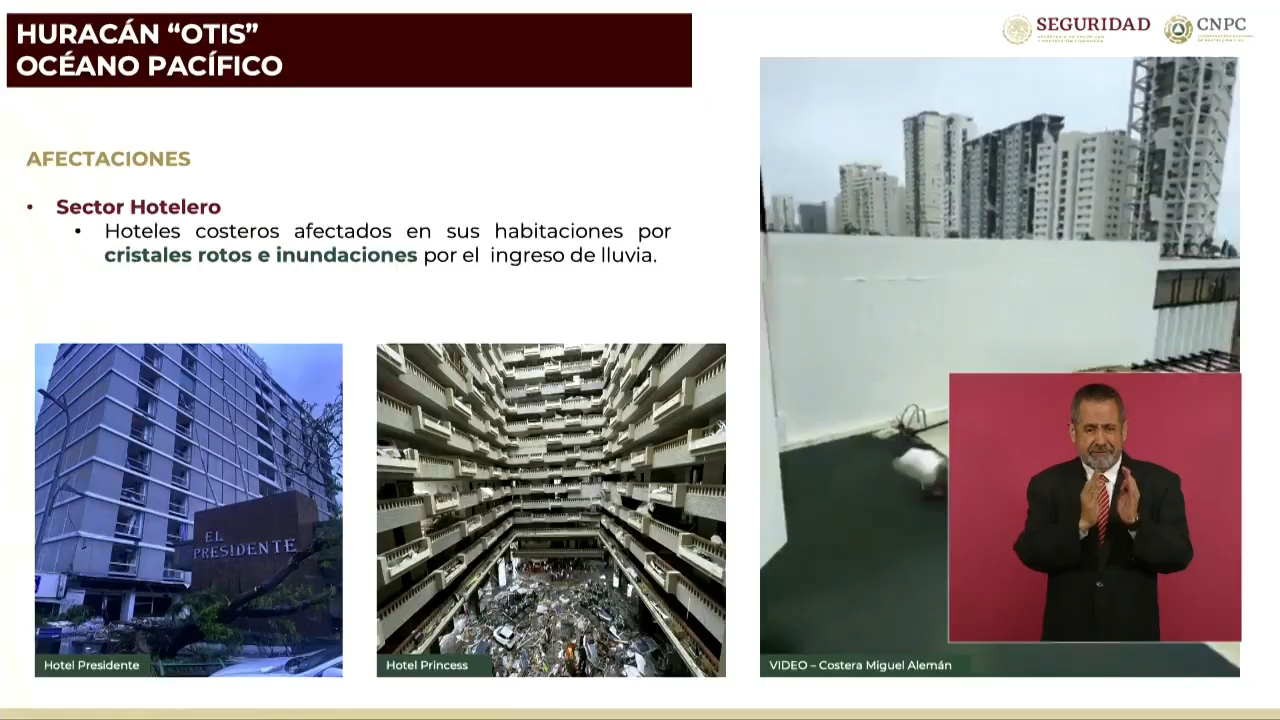 HURACÁN “OTIS”
OCÉANO PACÍFICO
SEGURIDAD
CNPC
AFECTACIONES
• Sector Hotelero
• Hoteles costeros afectados en sus habitaciones por
cristales rotos e inundaciones por el ingreso de lluvia.
EL
PRESIDENTE
Hotel Presidente
Hotel Princess
VIDEO – Costera Miguel Alemán